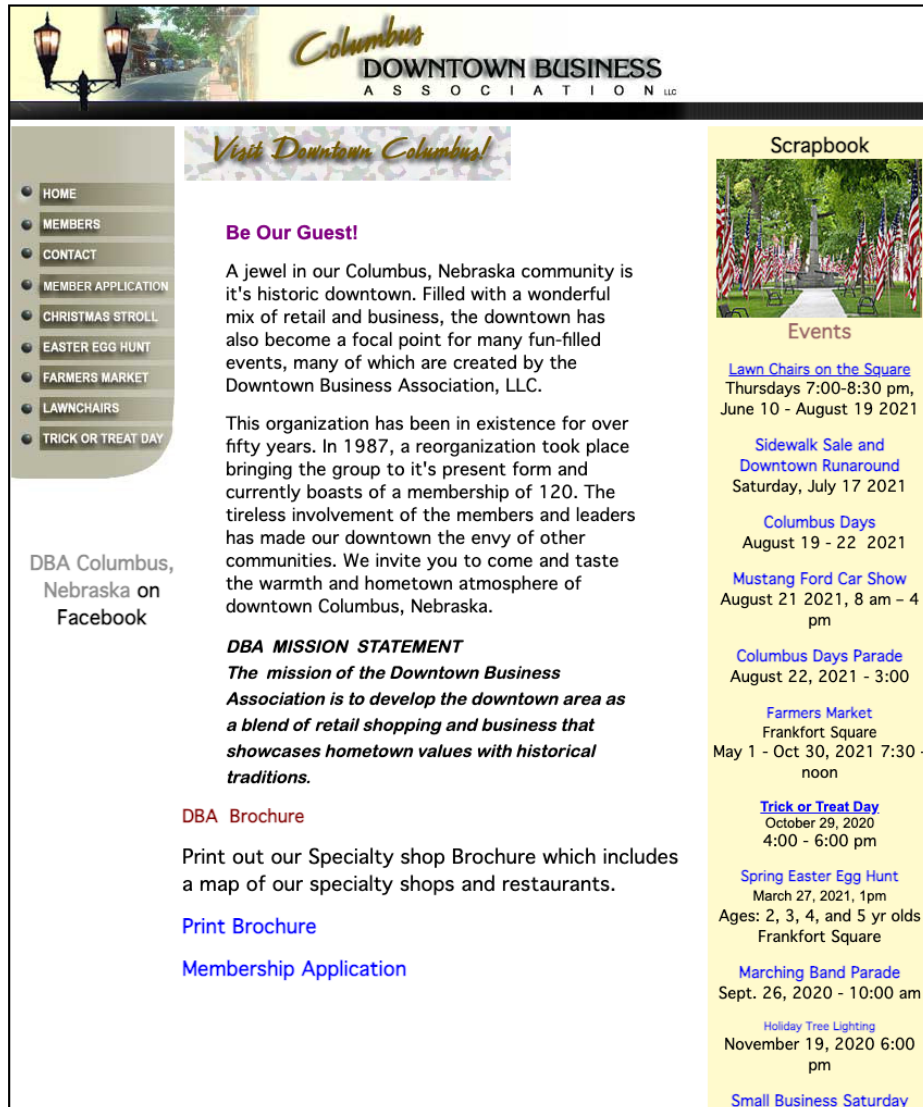 Columbus
DOWNTOWN BUSINESS
ASSOCIATION LLC
Visit Downtown Columbus!
HOME
MEMBERS
CONTACT
MEMBER APPLICATION
CHRISTMAS STROLL
EASTER EGG HUNT
FARMERS MARKET
LAWNCHAIRS
TRICK OR TREAT DAY
DBA Columbus,
Nebraska on
Facebook
Be Our Guest!
A jewel in our Columbus, Nebraska community is
it's historic downtown. Filled with a wonderful
mix of retail and business, the downtown has
also become a focal point for many fun-filled
events, many of which are created by the
Downtown Business Association, LLC.
This organization has been in existence for over
fifty years. In 1987, a reorganization took place
bringing the group to it's present form and
currently boasts of a membership of 120. The
tireless involvement of the members and leaders
has made our downtown the envy of other
communities. We invite you to come and taste
the warmth and hometown atmosphere of
downtown Columbus, Nebraska.
DBA MISSION STATEMENT
The mission of the Downtown Business
Association is to develop the downtown area as
a blend of retail shopping and business that
showcases hometown values with historical
traditions.
DBA Brochure
Print out our Specialty shop Brochure which includes
a map of our specialty shops and restaurants.
Print Brochure
Membership Application
Scrapbook
Events
Lawn Chairs on the Square
Thursdays 7:00-8:30 pm,
June 10 - August 19 2021
Sidewalk Sale and
Downtown Runaround
Saturday, July 17 2021
Columbus Days
August 19 - 22 2021
Mustang Ford Car Show
August 21 2021, 8 am – 4
pm
Columbus Days Parade
August 22, 2021 - 3:00
Farmers Market
Frankfort Square
May 1 - Oct 30, 2021 7:30 -
noon
Trick or Treat Day
October 29, 2020
4:00 - 6:00 pm
Spring Easter Egg Hunt
March 27, 2021, 1pm
Ages: 2, 3, 4, and 5 yr olds
Frankfort Square
Marching Band Parade
Sept. 26, 2020 - 10:00 am
Holiday Tree Lighting
November 19, 2020 6:00
pm
Small Business Saturday